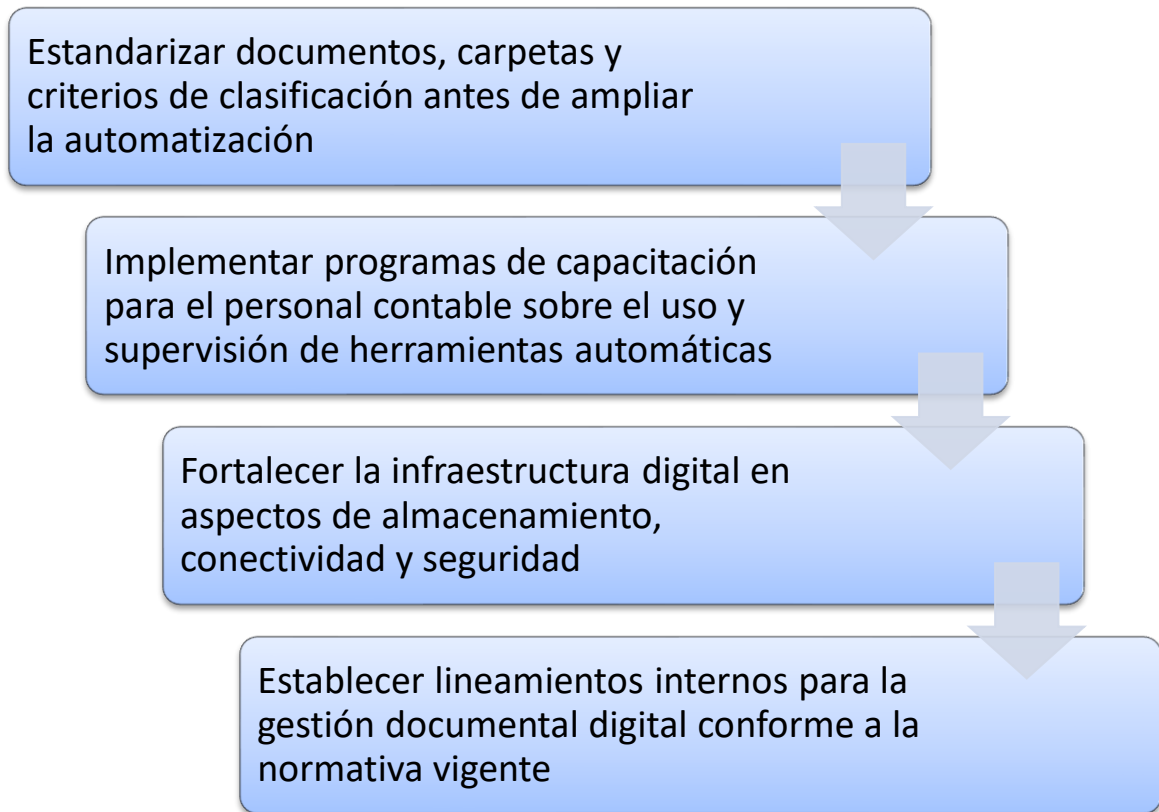 Estandarizar documentos, carpetas y
criterios de clasificación antes de ampliar
la automatización
Implementar programas de capacitación
para el personal contable sobre el uso y
supervisión de herramientas automáticas
Fortalecer la infraestructura digital en
aspectos de almacenamiento,
conectividad y seguridad
Establecer lineamientos internos para la
gestión documental digital conforme a la
normativa vigente